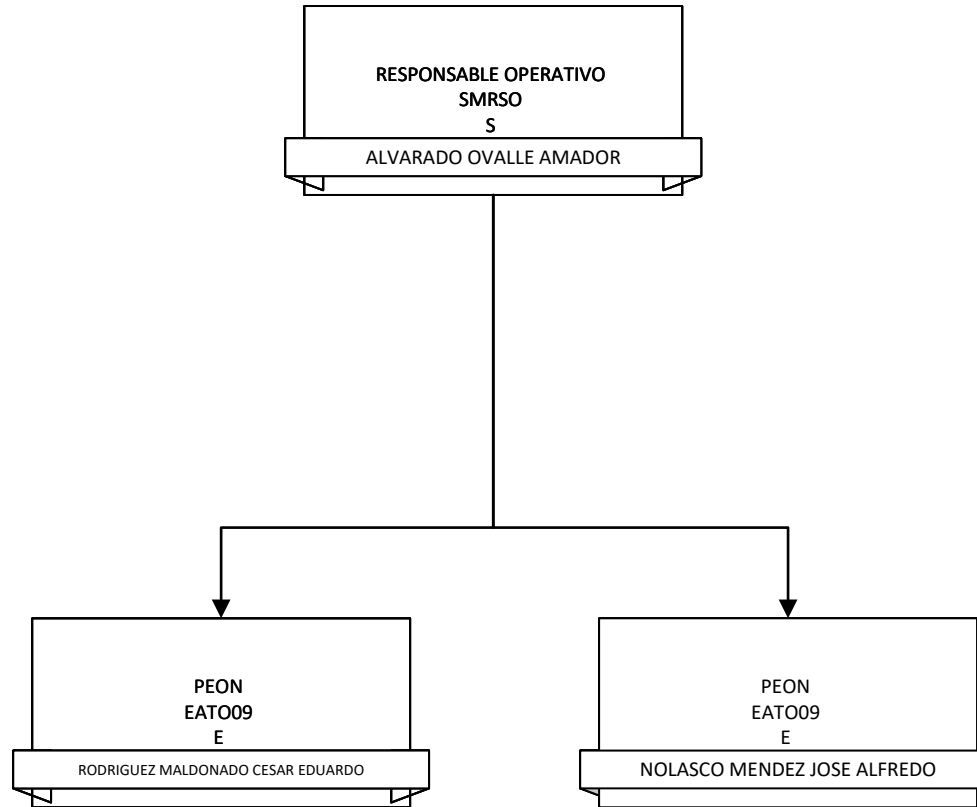 RESPONSABLE OPERATIVO
SMRSO
S
ALVARADO OVALLE AMADOR
PEON
EATO09
E
RODRIGUEZ MALDONADO CESAR EDUARDO
PEON
EATO09
E
NOLASCO MENDEZ JOSE ALFREDO